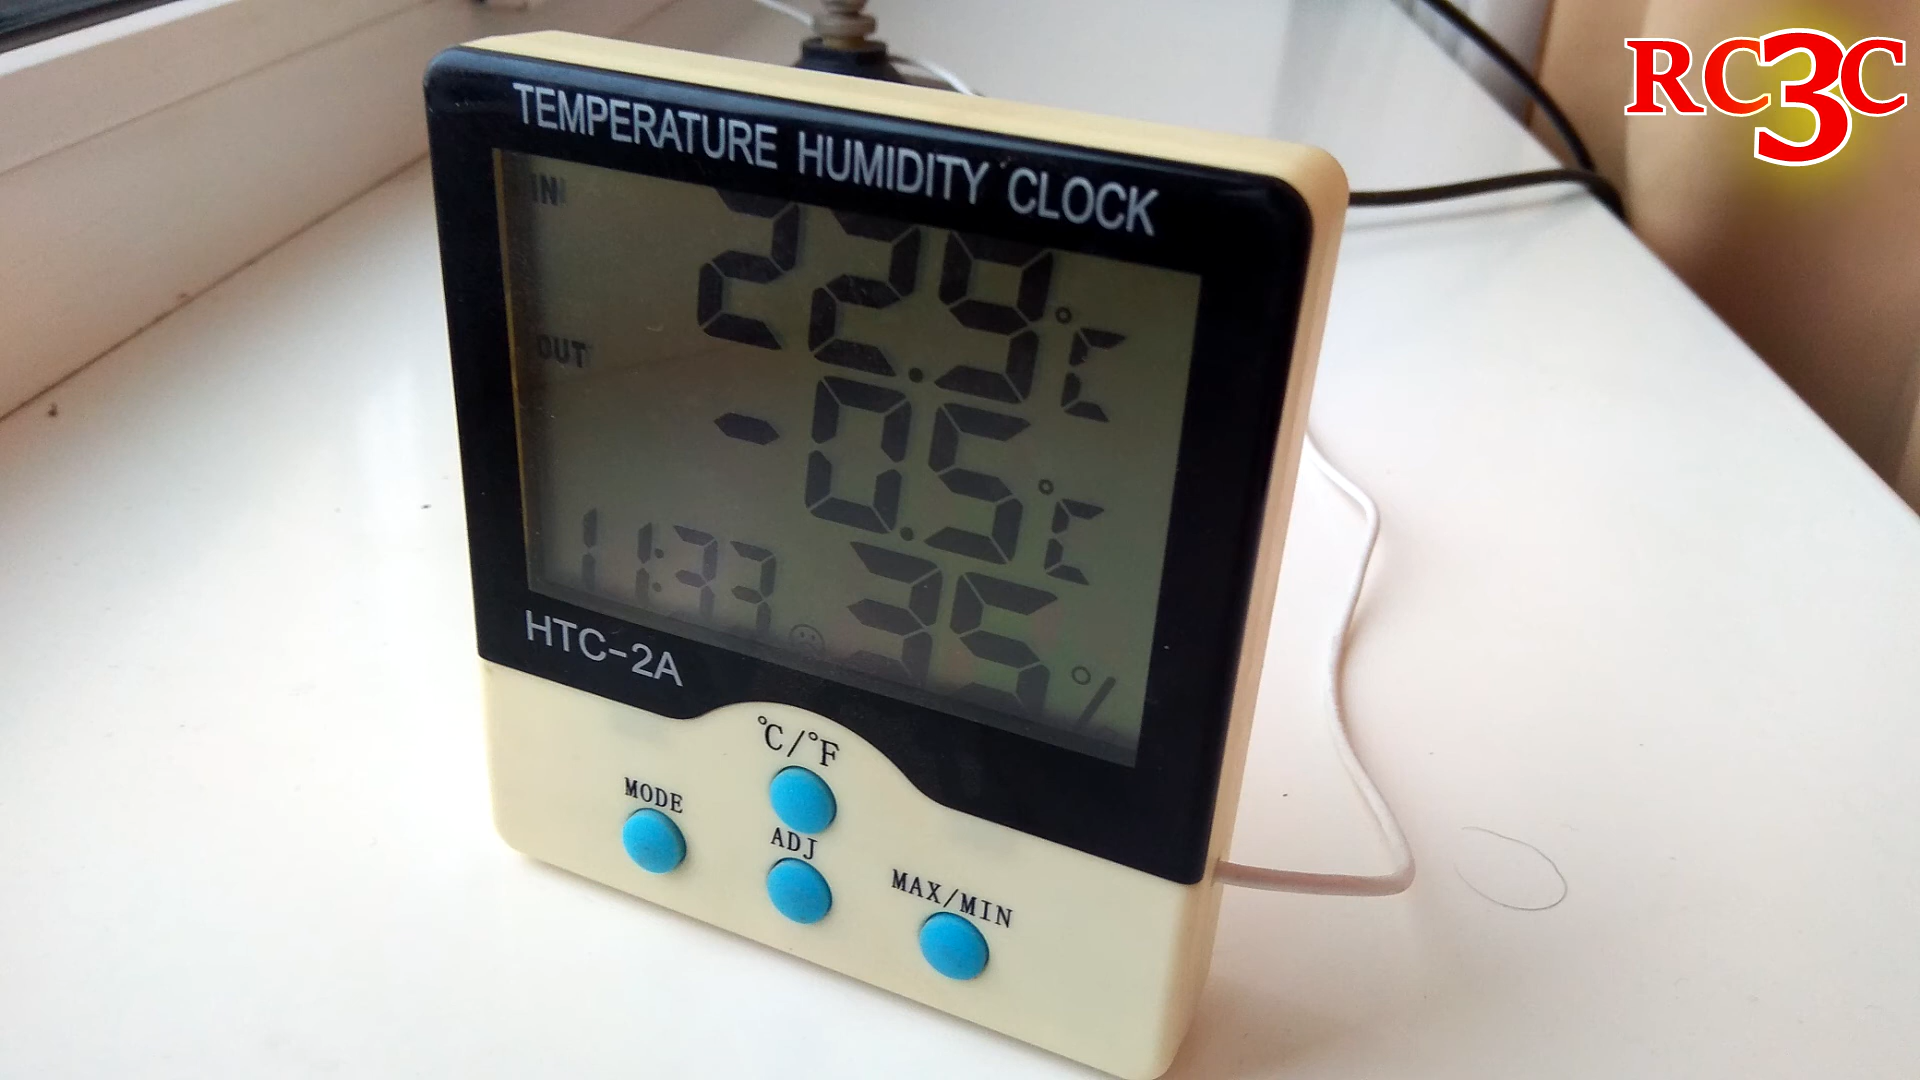 RC3C
TEMPERATURE HUMIDITY CLOCK
IN
22.9°C
OUT
-0.5°C
11:33
35%
HTC-2A
°C/°F
MODE
ADJ
MAX/MIN